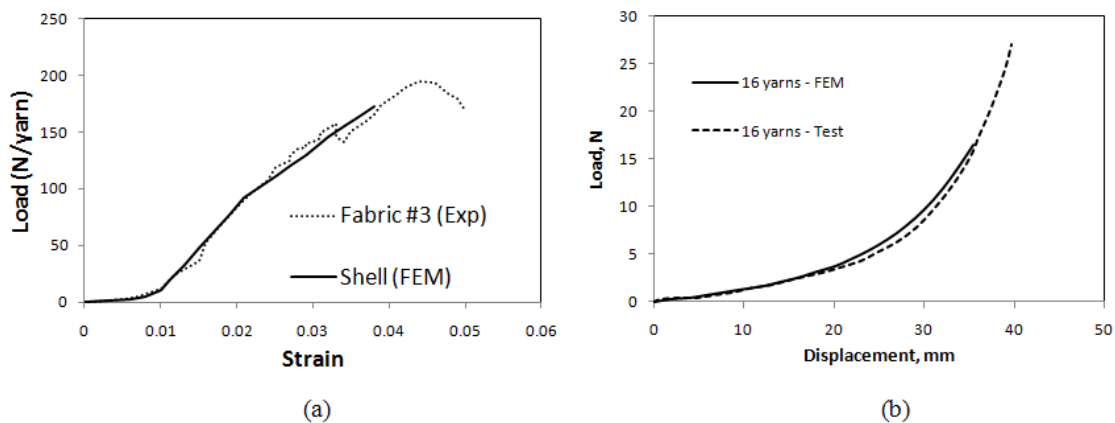 250
200
150
100
50
0
Load (N/yarn)
Fabric #3 (Exp)
Shell (FEM)
0 0.01 0.02 0.03 0.04 0.05 0.06
Strain
(a)
30
25
20
15
10
5
0
Load, N
16 yarns - FEM
16 yarns - Test
0 10 20 30 40 50
Displacement, mm
(b)